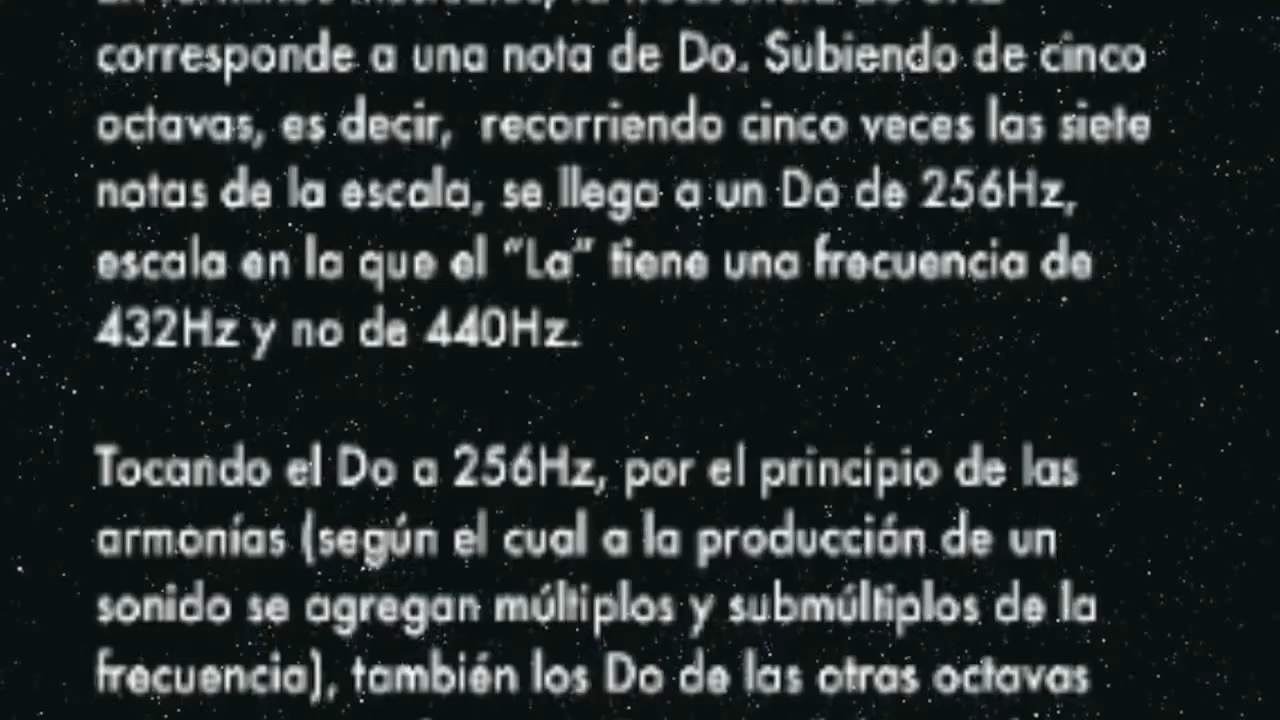 corresponde a una nota de Do. Subiendo de cinco
octavas, es decir, recorriendo cinco veces las siete
notas de la escala, se llega a un Do de 256Hz,
escala en la que el “La” tiene una frecuencia de
432Hz y no de 440Hz.
Tocando el Do a 256Hz, por el principio de las
armonías (según el cual a la producción de un
sonido se agregan múltiplos y submúltiplos de la
frecuencia), también los Do de las otras octavas